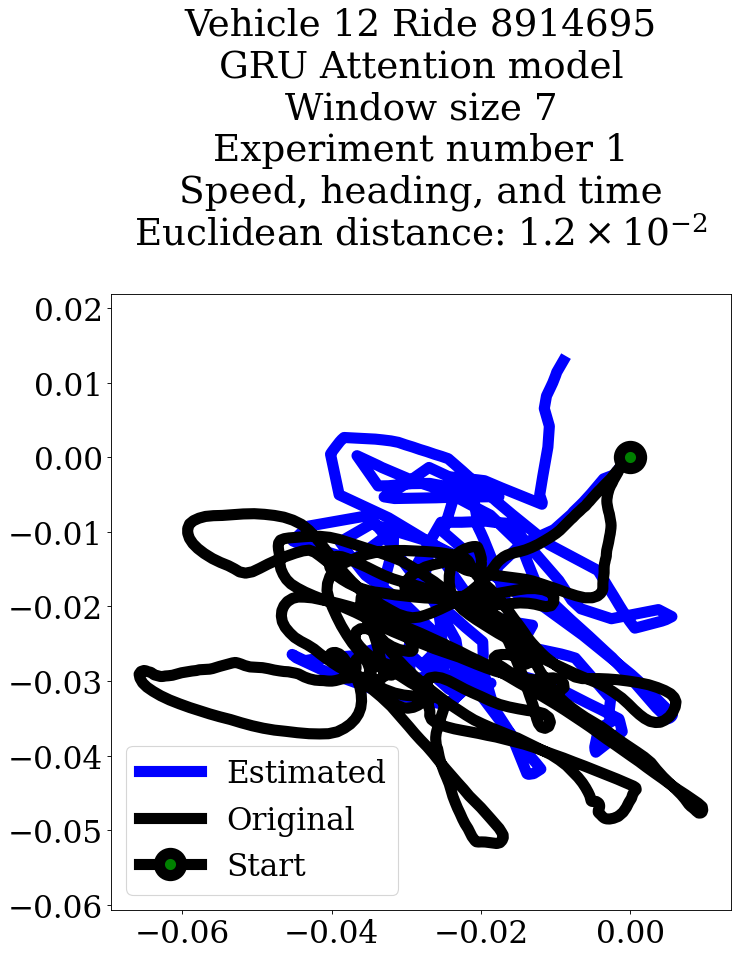 Vehicle 12 Ride 8914695
GRU Attention model
Window size 7
Experiment number 1
Speed, heading, and time
Euclidean distance: 1.2 × 10⁻²
0.02
0.01
0.00
−0.01
−0.02
−0.03
−0.04
−0.05
−0.06
Estimated
Original
Start
−0.06
−0.04
−0.02
0.00